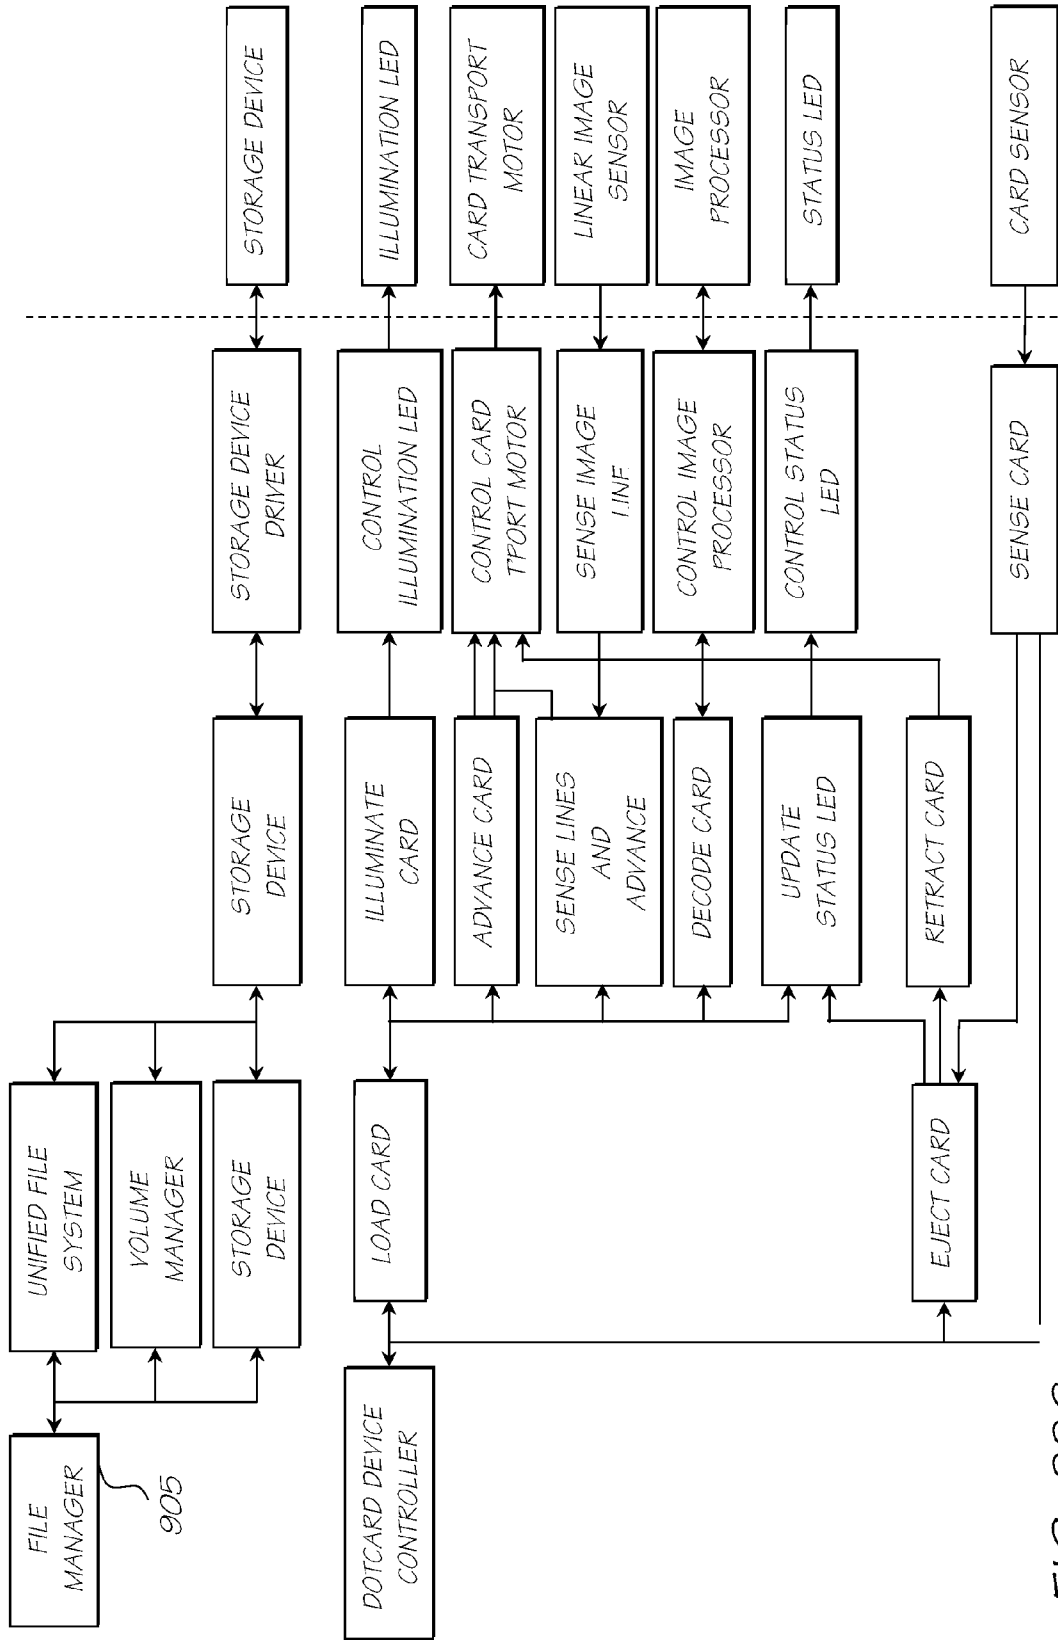 FILE
MANAGER
905
UNIFIED FILE
SYSTEM
VOLUME
MANAGER
STORAGE
DEVICE
STORAGE
DEVICE
STORAGE DEVICE
DRIVER
STORAGE DEVICE
DOTCARD DEVICE
CONTROLLER
LOAD CARD
ILLUMINATE
CARD
CONTROL
ILLUMINATION LED
ILLUMINATION LED
ADVANCE CARD
CONTROL CARD
T'PORT MOTOR
CARD TRANSPORT
MOTOR
SENSE LINES
AND
ADVANCE
SENSE IMAGE
LINE
LINEAR IMAGE
SENSOR
DECODE CARD
CONTROL IMAGE
PROCESSOR
IMAGE
PROCESSOR
UPDATE
STATUS LED
CONTROL STATUS
LED
STATUS LED
EJECT CARD
RETRACT CARD
SENSE CARD
CARD SENSOR